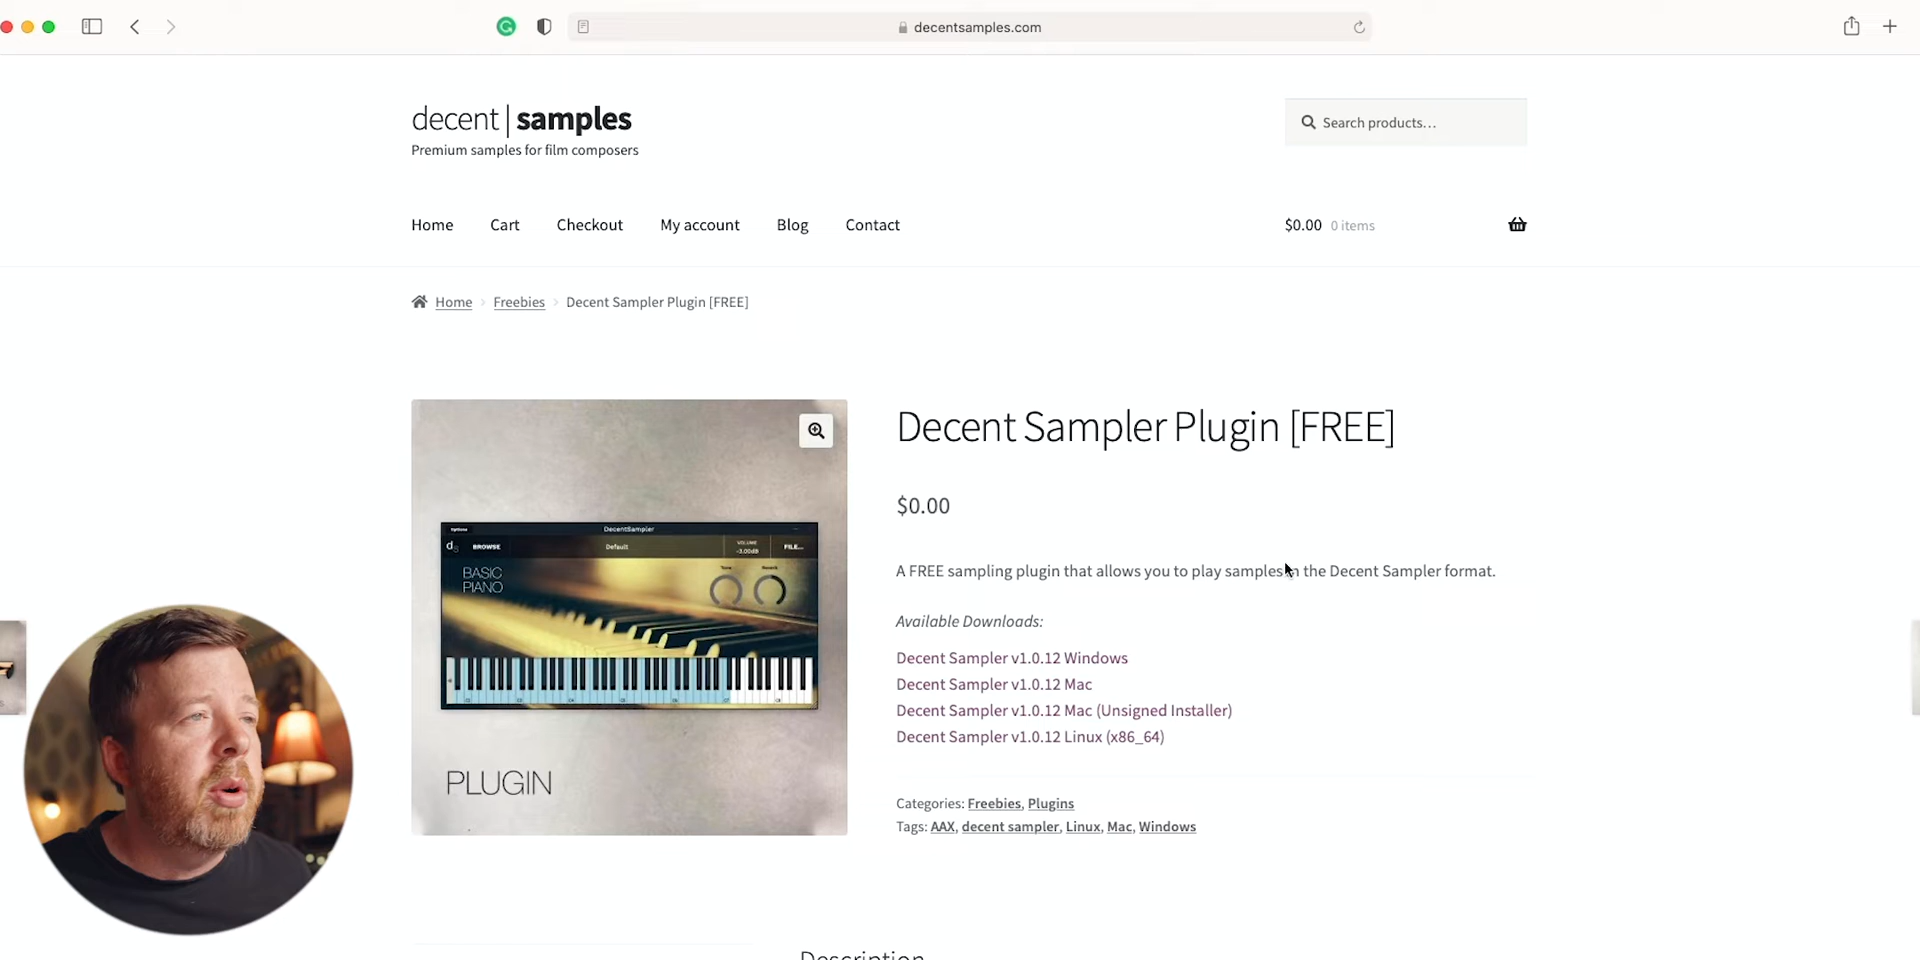 decentsamples.com
decent | samples
Premium samples for film composers
Search products…
Home Cart Checkout My account Blog Contact
$0.00 0 items
Home > Freebies > Decent Sampler Plugin [FREE]
Decent Sampler Plugin [FREE]
$0.00
A FREE sampling plugin that allows you to play samples in the Decent Sampler format.
Available Downloads:
Decent Sampler v1.0.12 Windows
Decent Sampler v1.0.12 Mac
Decent Sampler v1.0.12 Mac (Unsigned Installer)
Decent Sampler v1.0.12 Linux (x86_64)
Categories: Freebies, Plugins
Tags: AAX, decent sampler, Linux, Mac, Windows
DecentSampler
BROWSE
Default
VOLUME
-3.00dB
FILE...
BASIC
PIANO
Tone Reverb
PLUGIN
Description